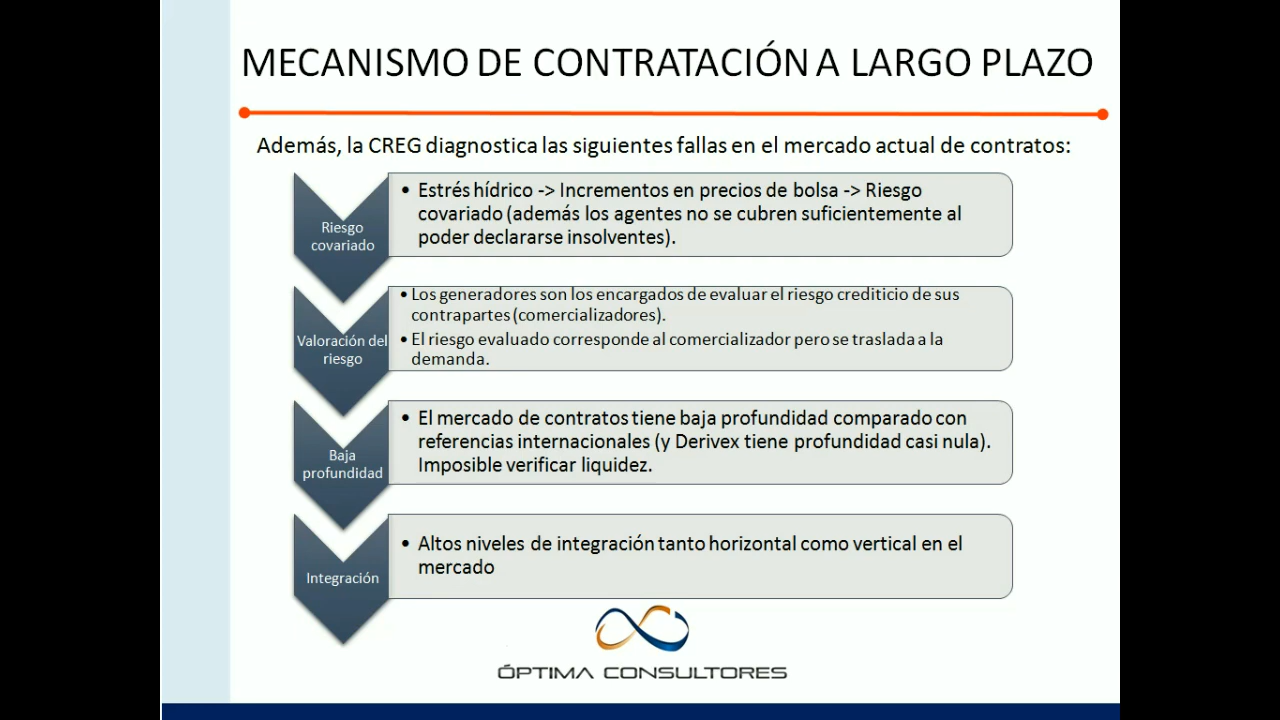 MECANISMO DE CONTRATACIÓN A LARGO PLAZO
Además, la CREG diagnostica las siguientes fallas en el mercado actual de contratos:
Riesgo
covariado
• Estrés hídrico -> Incrementos en precios de bolsa -> Riesgo
covariado (además los agentes no se cubren suficientemente al
poder declararse insolventes).
Valoración del
riesgo
• Los generadores son los encargados de evaluar el riesgo crediticio de sus
contrapartes (comercializadores).
• El riesgo evaluado corresponde al comercializador pero se traslada a la
demanda.
Baja
profundidad
• El mercado de contratos tiene baja profundidad comparado con
referencias internacionales (y Derivex tiene profundidad casi nula).
Imposible verificar liquidez.
Integración
• Altos niveles de integración tanto horizontal como vertical en el
mercado
ÓPTIMA CONSULTORES